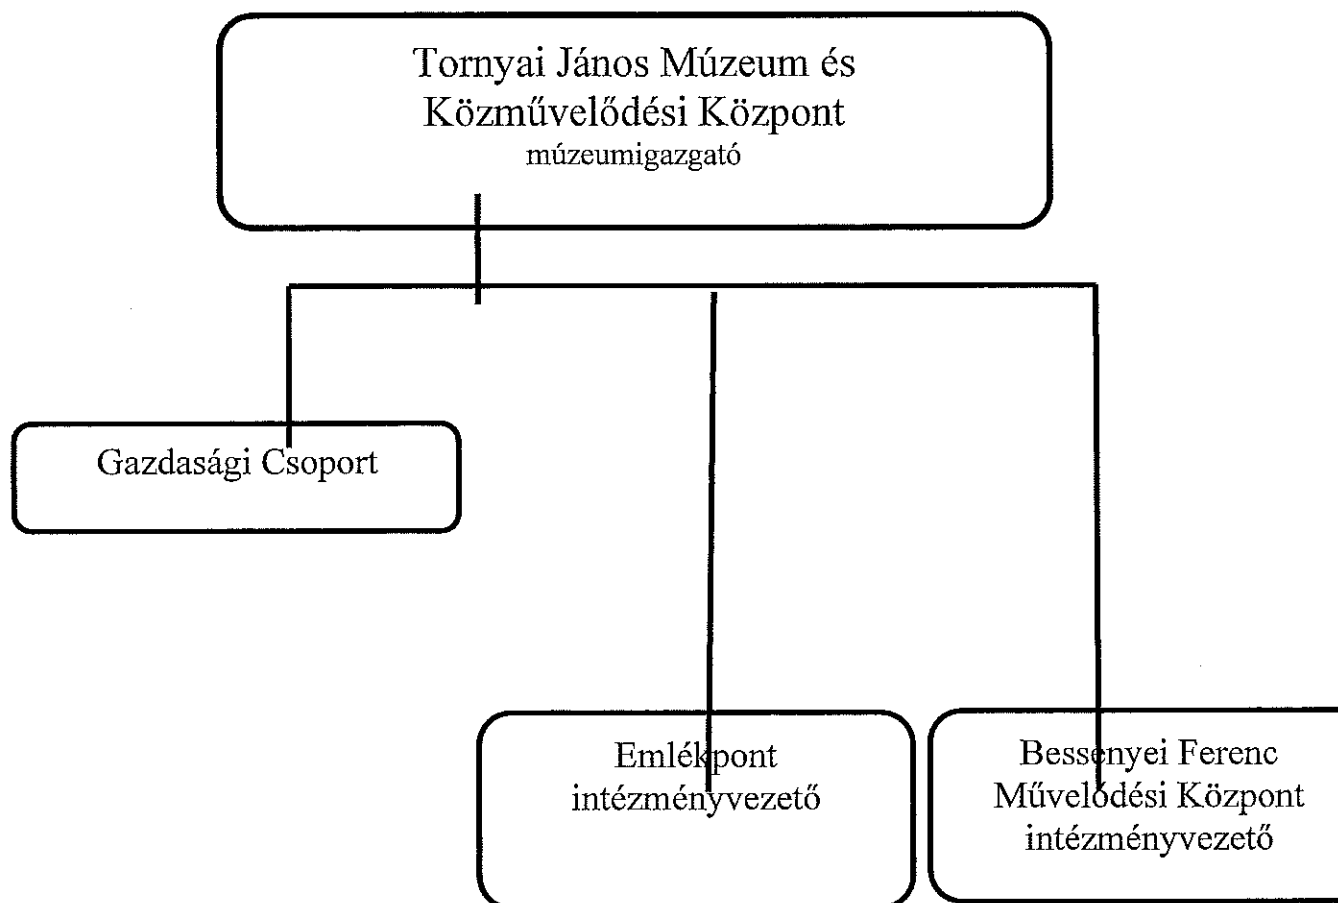 Tornyai János Múzeum és
Közművelődési Központ
múzeumigazgató
Gazdasági Csoport
Emlékpont
intézményvezető
Bessenyei Ferenc
Művelődési Központ
intézményvezető